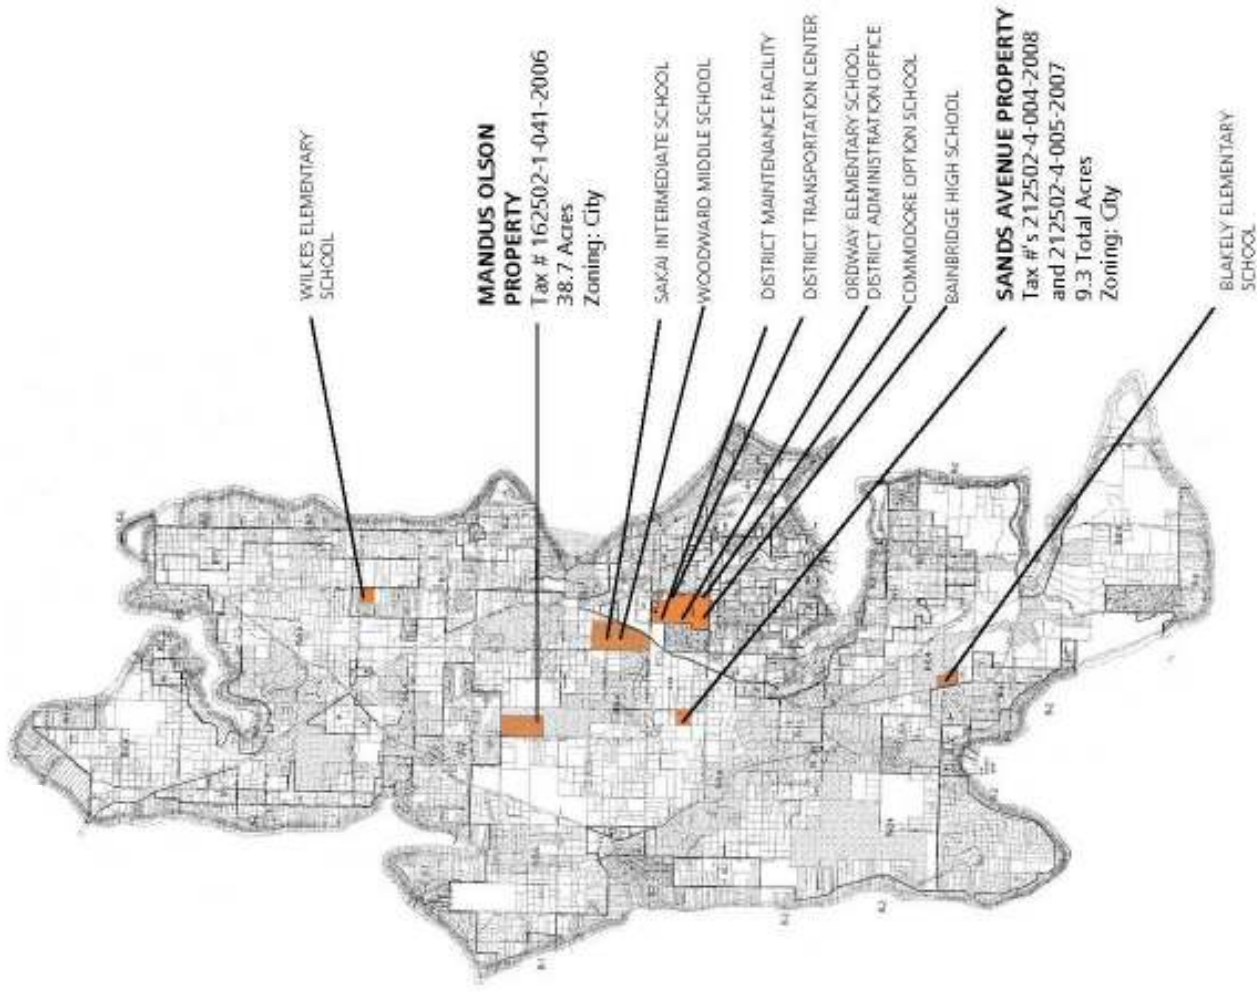 WILKES ELEMENTARY
SCHOOL
MANDUS OLSON
PROPERTY
Tax # 162502-1-041-2006
38.7 Acres
Zoning: City
SAKAI INTERMEDIATE SCHOOL
WOODWARD MIDDLE SCHOOL
DISTRICT MAINTENANCE FACILITY
DISTRICT TRANSPORTATION CENTER
ORDWAY ELEMENTARY SCHOOL
DISTRICT ADMINISTRATION OFFICE
COMMODORE OPTION SCHOOL
BAINBRIDGE HIGH SCHOOL
SANDS AVENUE PROPERTY
Tax #'s 212502-4-004-2008
and 212502-4-005-2007
9.3 Total Acres
Zoning: City
BLAKELY ELEMENTARY
SCHOOL